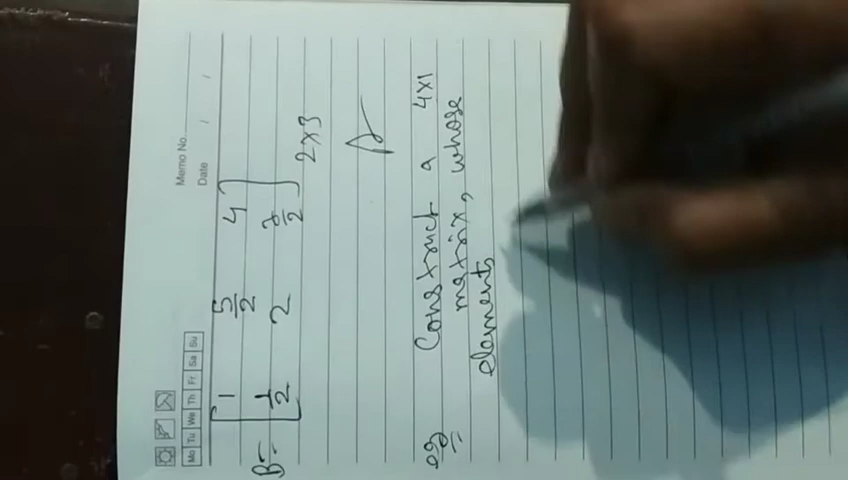 Memo No.
Date / /
Mo Tu We Th Fr Sa Su
B = [ 1 5/2 4
1/2 2 7/2 ] 2×3
eg Construct a 4×1
matrix, whose
elements